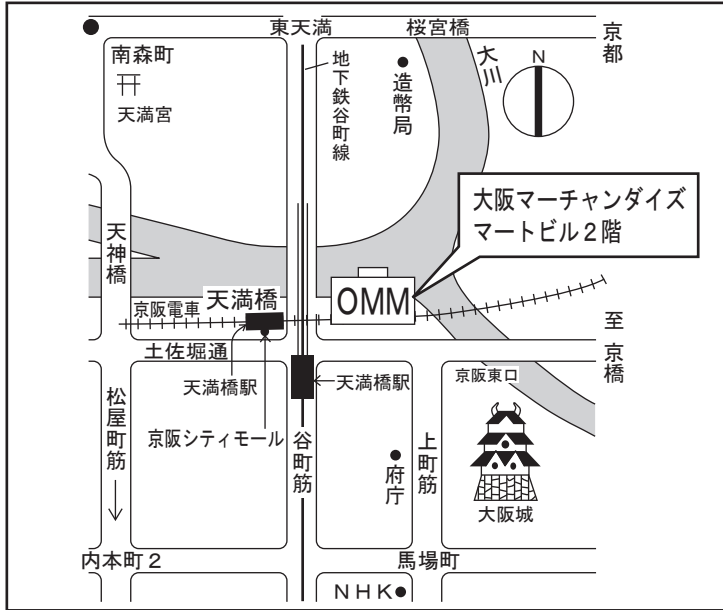 東天満
桜宮橋
京都
南森町
天満宮
地下鉄谷町線
造幣局
大川
N
大阪マーチャンダイズ
マートビル2階
天神橋
天満橋
OMM
京阪電車
至京橋
土佐堀通
天満橋駅
天満橋駅
京阪東口
京阪シティモール
松屋町筋
谷町筋
府庁
上町筋
大阪城
内本町2
馬場町
NHK